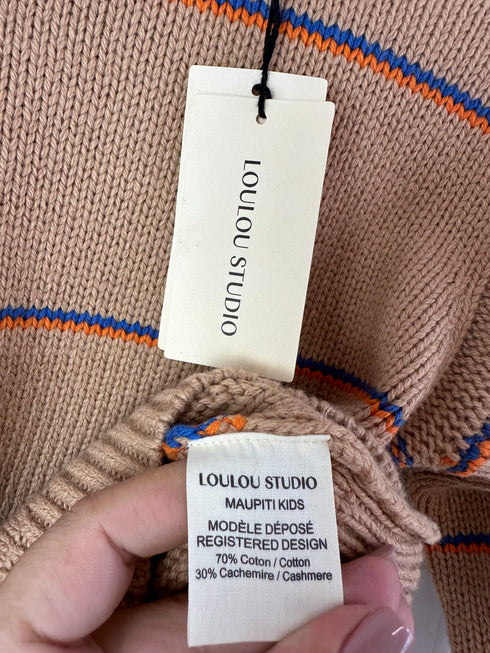 LOULOU STUDIO
LOULOU STUDIO
MAUPITI KIDS
MODÈLE DÉPOSÉ
REGISTERED DESIGN
70% Coton / Cotton
30% Cachemire / Cashmere